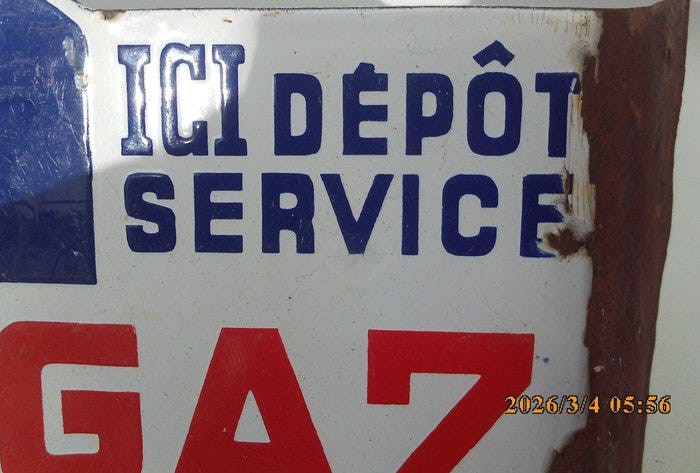 ICI DÉPÔT
SERVICE
GAZ
2026/3/4 05:56